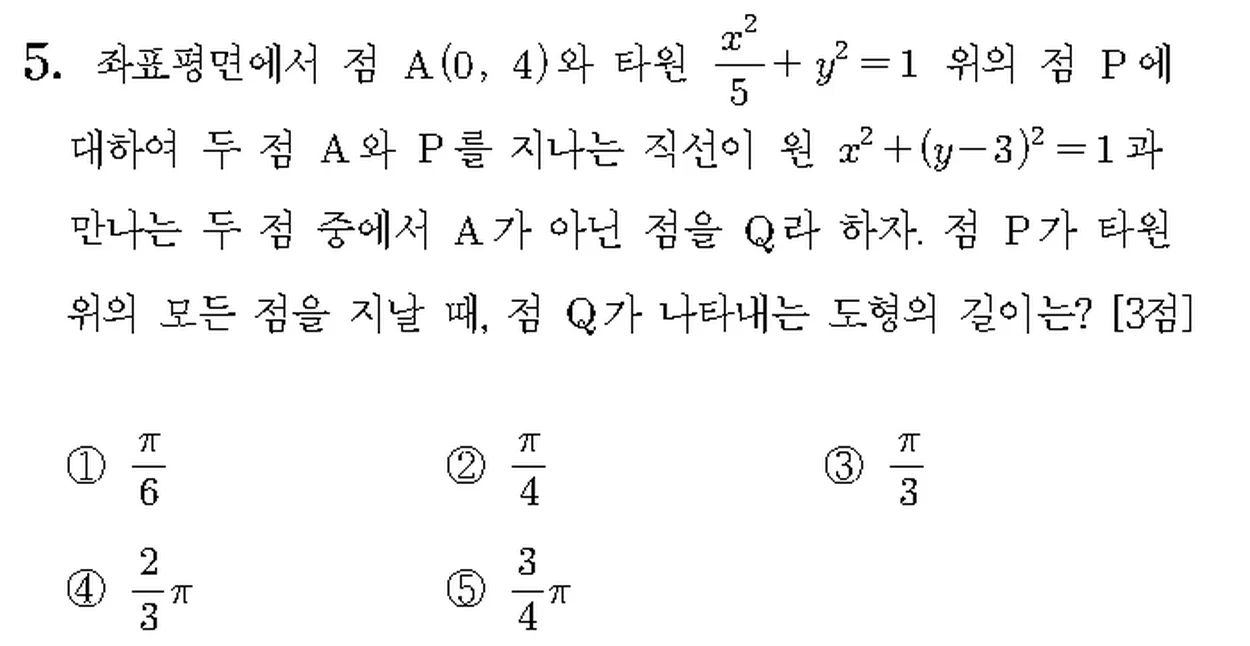 5. 좌표평면에서 점 A(0, 4)와 타원 x²/5 + y² = 1 위의 점 P에
대하여 두 점 A와 P를 지나는 직선이 원 x² + (y-3)² = 1과
만나는 두 점 중에서 A가 아닌 점을 Q라 하자. 점 P가 타원
위의 모든 점을 지날 때, 점 Q가 나타내는 도형의 길이는? [3점]
① π/6 ② π/4 ③ π/3
④ 2/3 π ⑤ 3/4 π